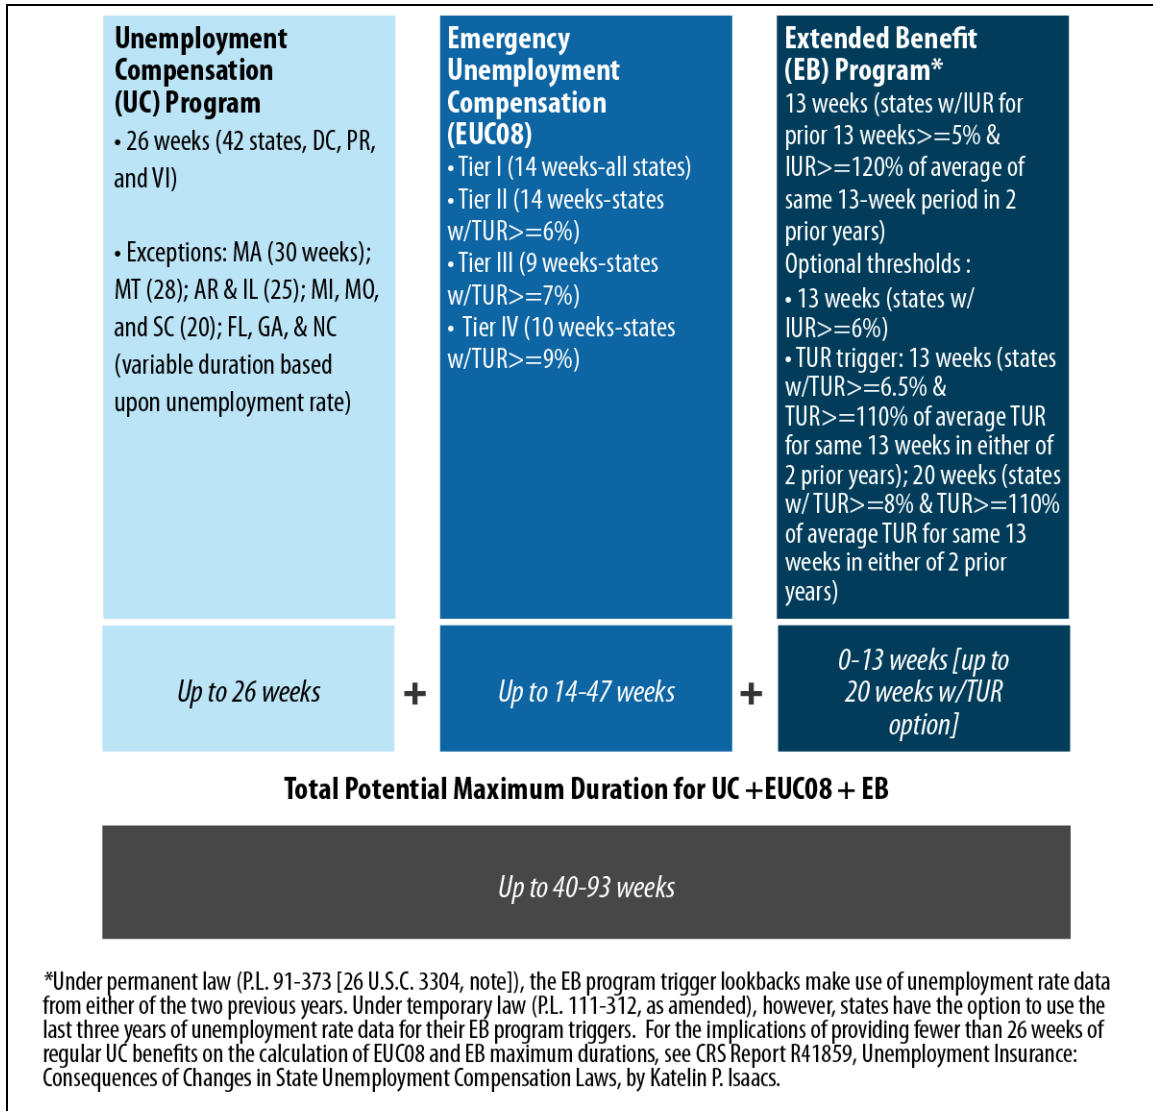 Unemployment
Compensation
(UC) Program
• 26 weeks (42 states, DC, PR,
and VI)
• Exceptions: MA (30 weeks);
MT (28); AR & IL (25); MI, MO,
and SC (20); FL, GA, & NC
(variable duration based
upon unemployment rate)
Emergency
Unemployment
Compensation
(EUC08)
• Tier I (14 weeks-all states)
• Tier II (14 weeks-states
w/TUR>=6%)
• Tier III (9 weeks-states
w/TUR>=7%)
• Tier IV (10 weeks-states
w/TUR>=9%)
Extended Benefit
(EB) Program*
13 weeks (states w/IUR for
prior 13 weeks>=5% &
IUR>=120% of average of
same 13-week period in 2
prior years)
Optional thresholds :
• 13 weeks (states w/
IUR>=6%)
• TUR trigger: 13 weeks (states
w/TUR>=6.5% &
TUR>=110% of average TUR
for same 13 weeks in either of
2 prior years); 20 weeks (states
w/ TUR>=8% & TUR>=110%
of average TUR for same 13
weeks in either of 2 prior
years)
Up to 26 weeks
+
Up to 14-47 weeks
+
0-13 weeks [up to
20 weeks w/TUR
option]
Total Potential Maximum Duration for UC +EUC08 + EB
Up to 40-93 weeks
*Under permanent law (P.L. 91-373 [26 U.S.C. 3304, note]), the EB program trigger lookbacks make use of unemployment rate data
from either of the two previous years. Under temporary law (P.L. 111-312, as amended), however, states have the option to use the
last three years of unemployment rate data for their EB program triggers. For the implications of providing fewer than 26 weeks of
regular UC benefits on the calculation of EUC08 and EB maximum durations, see CRS Report R41859, Unemployment Insurance:
Consequences of Changes in State Unemployment Compensation Laws, by Katelin P. Isaacs.